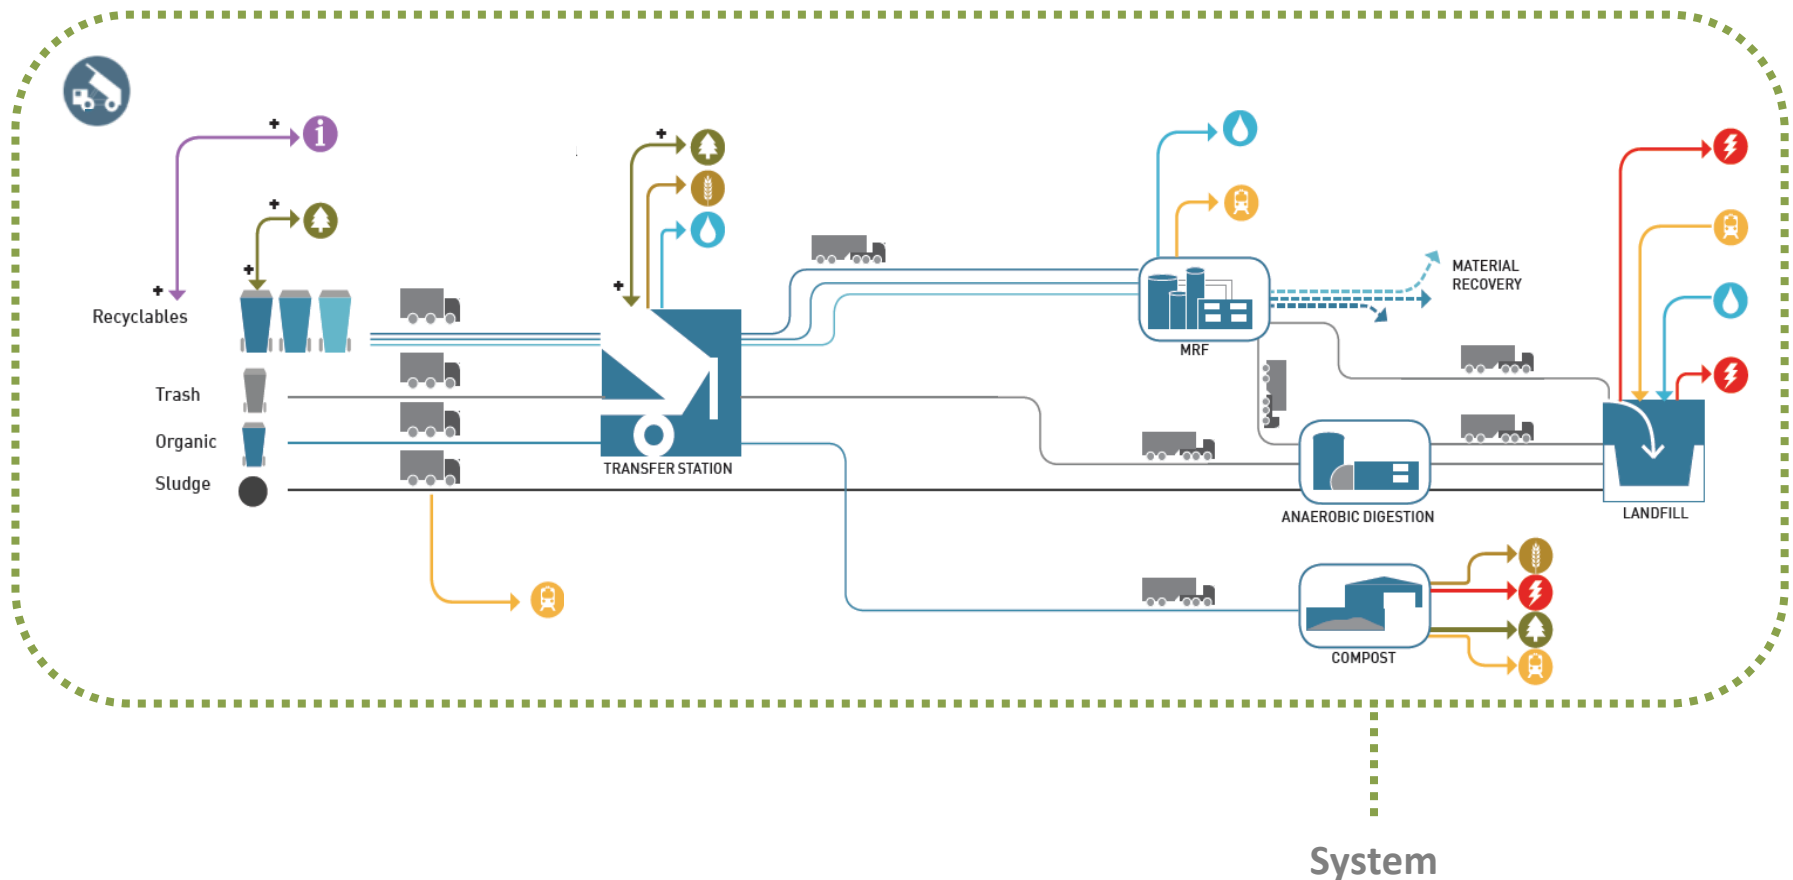 Recyclables
Trash
Organic
Sludge
TRANSFER STATION
MRF
MATERIAL
RECOVERY
ANAEROBIC DIGESTION
LANDFILL
COMPOST
System